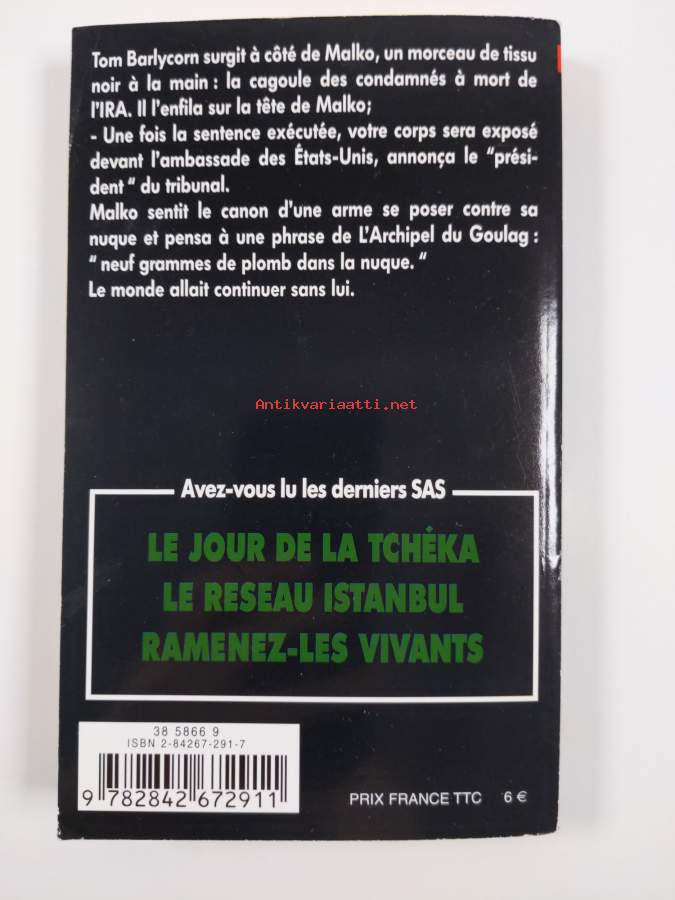 Tom Barlycorn surgit à côté de Malko, un morceau de tissu
noir à la main : la cagoule des condamnés à mort de
l'IRA. Il l'enfila sur la tête de Malko;
- Une fois la sentence exécutée, votre corps sera exposé
devant l'ambassade des États-Unis, annonça le "prési-
dent" du tribunal.
Malko sentit le canon d'une arme se poser contre sa
nuque et pensa à une phrase de L'Archipel du Goulag :
" neuf grammes de plomb dans la nuque. "
Le monde allait continuer sans lui.
Antikvariaatti.net
Avez-vous lu les derniers SAS
LE JOUR DE LA TCHÉKA
LE RESEAU ISTANBUL
RAMENEZ-LES VIVANTS
38 5866 9
ISBN 2-84267-291-7
9 782842 672911
PRIX FRANCE TTC 6 €